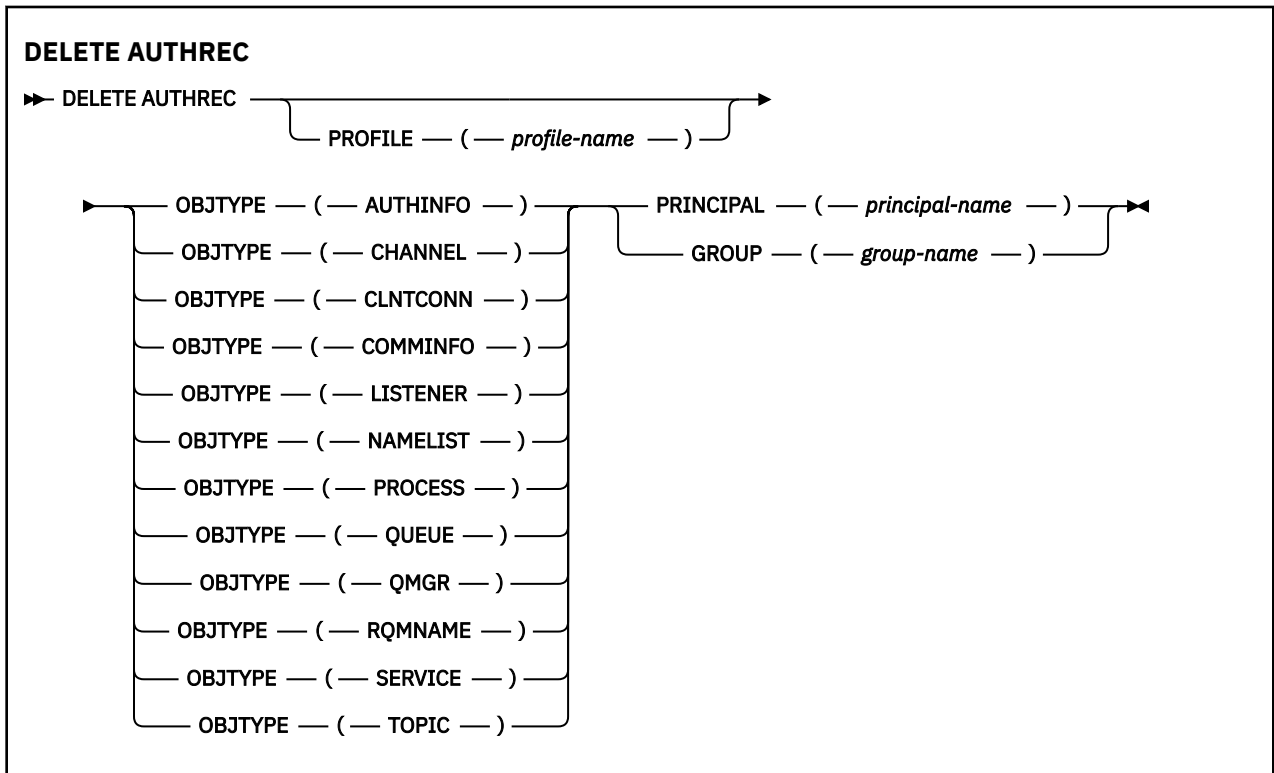 DELETE AUTHREC
DELETE AUTHREC
PROFILE ( profile-name )
OBJTYPE ( AUTHINFO ) PRINCIPAL ( principal-name )
OBJTYPE ( CHANNEL ) GROUP ( group-name )
OBJTYPE ( CLNTCONN )
OBJTYPE ( COMMINFO )
OBJTYPE ( LISTENER )
OBJTYPE ( NAMELIST )
OBJTYPE ( PROCESS )
OBJTYPE ( QUEUE )
OBJTYPE ( QMGR )
OBJTYPE ( RQMNAME )
OBJTYPE ( SERVICE )
OBJTYPE ( TOPIC )